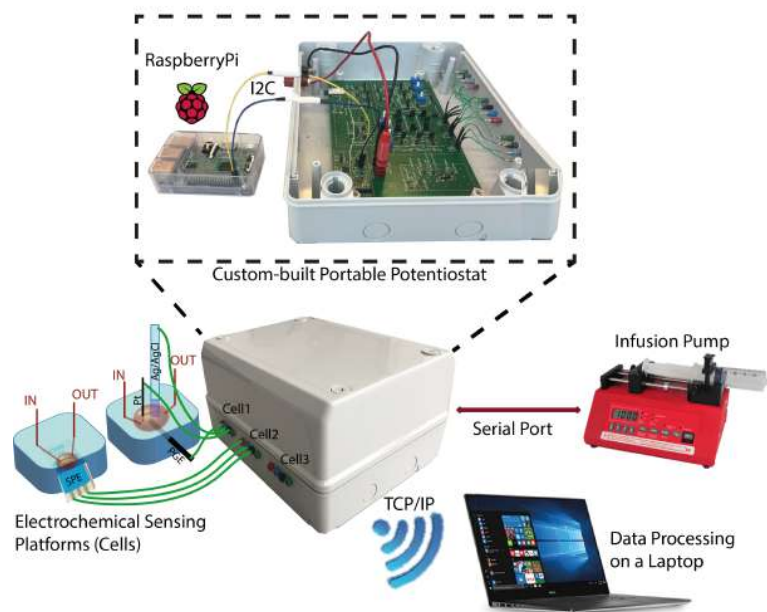 RaspberryPi
I2C
Custom-built Portable Potentiostat
IN
OUT
Pt
Ag/AgCl
IN
OUT
PGE
SPE
Cell1
Cell2
Cell3
Electrochemical Sensing
Platforms (Cells)
Infusion Pump
Serial Port
TCP/IP
Data Processing
on a Laptop